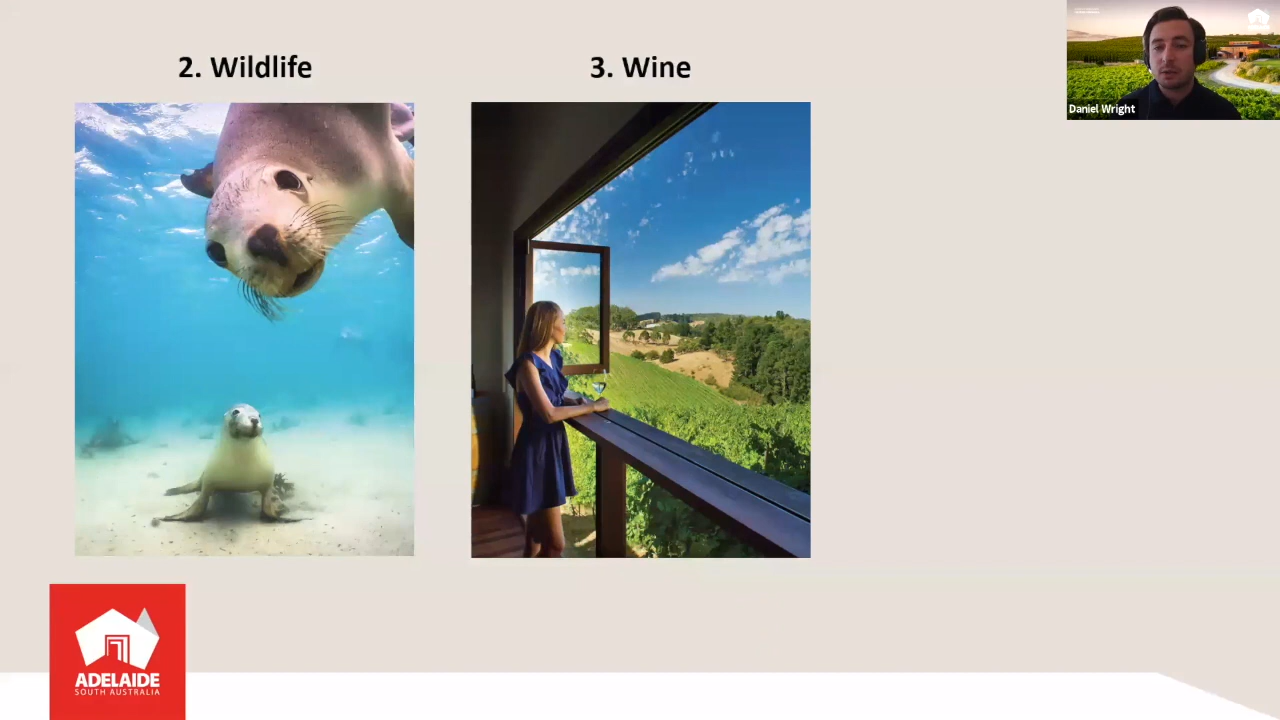 2. Wildlife
3. Wine
Daniel Wright
ADELAIDE
SOUTH AUSTRALIA